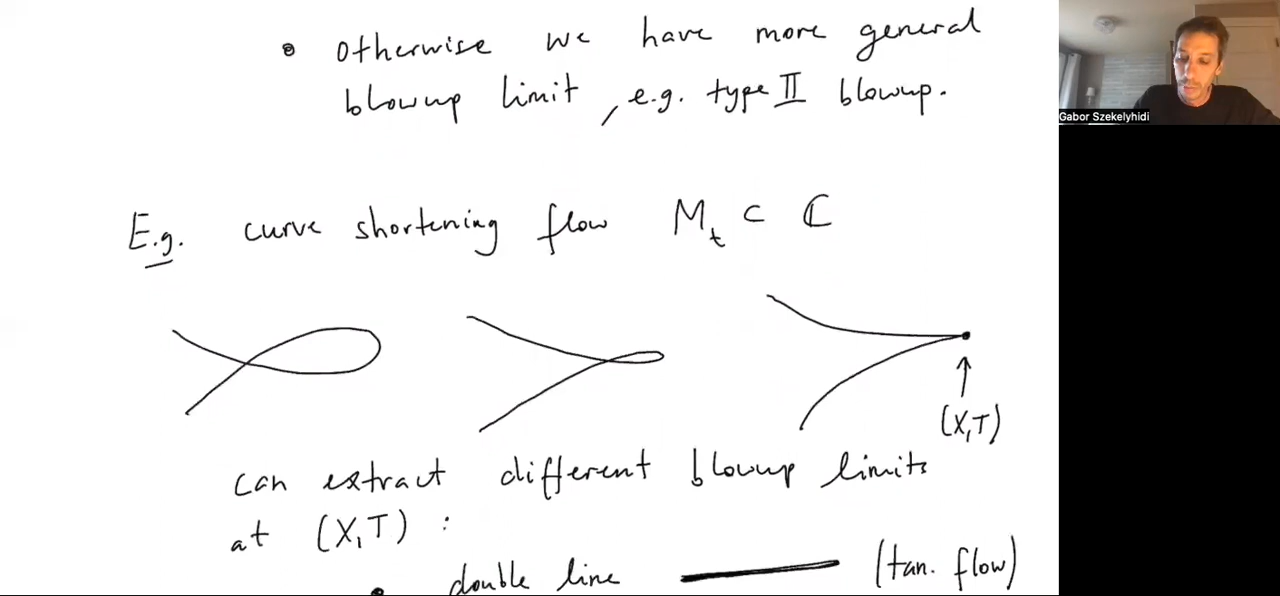 • otherwise we have more general
blowup limit, e.g. type II blowup.
Gabor Szekelyhidi
E.g. curve shortening flow M_t ⊂ ℂ
(X,T)
can extract different blowup limits
at (X,T) :
• double line (tan. flow)